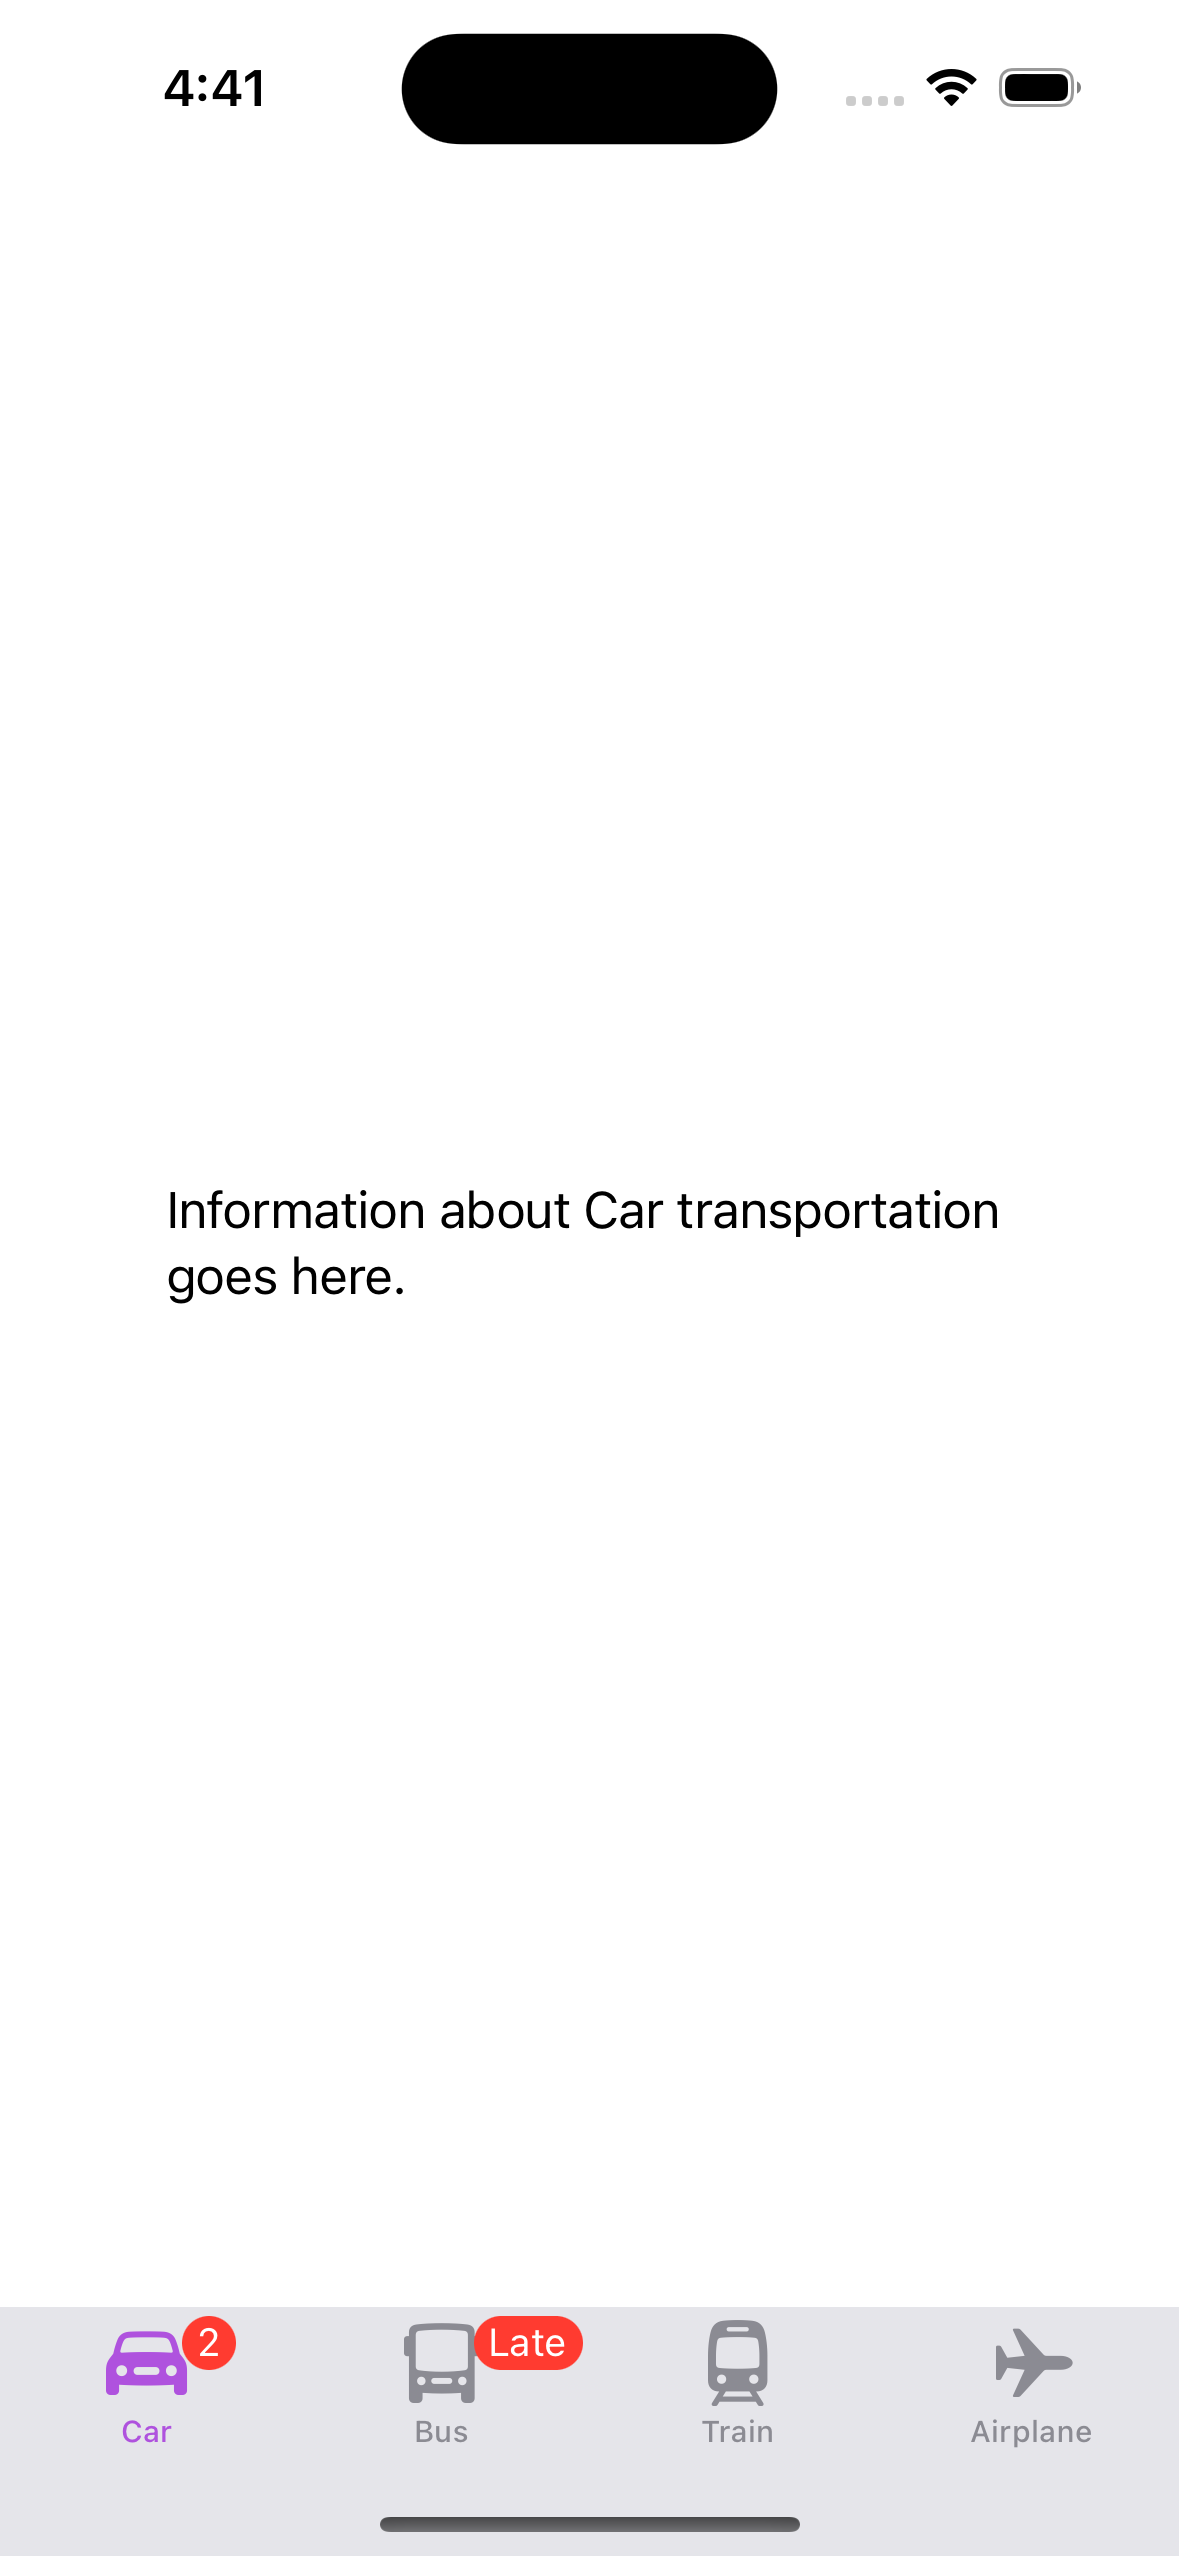 4:41
Information about Car transportation
goes here.
2
Late
Car
Bus
Train
Airplane